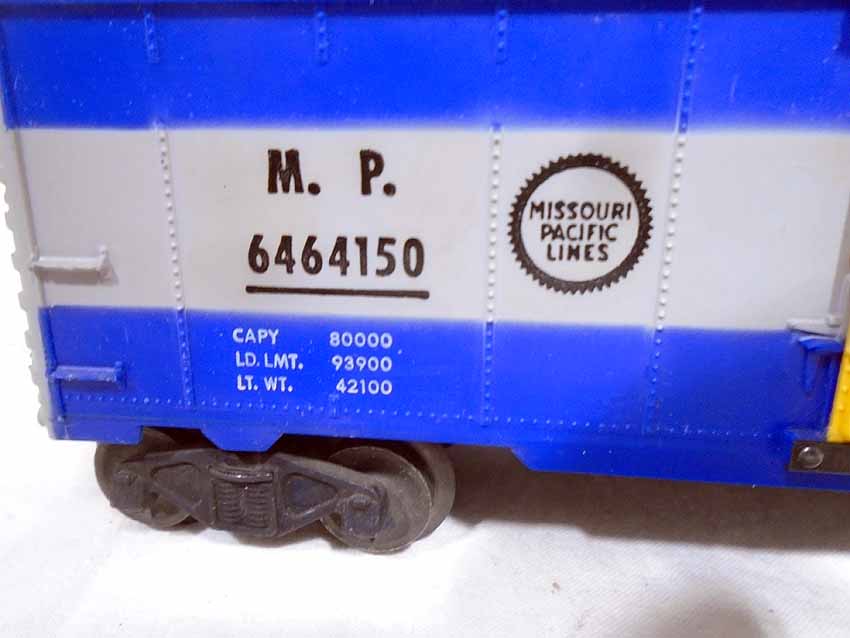 M. P.
6464150
MISSOURI
PACIFIC
LINES
CAPY 80000
LD. LMT. 93900
LT. WT. 42100